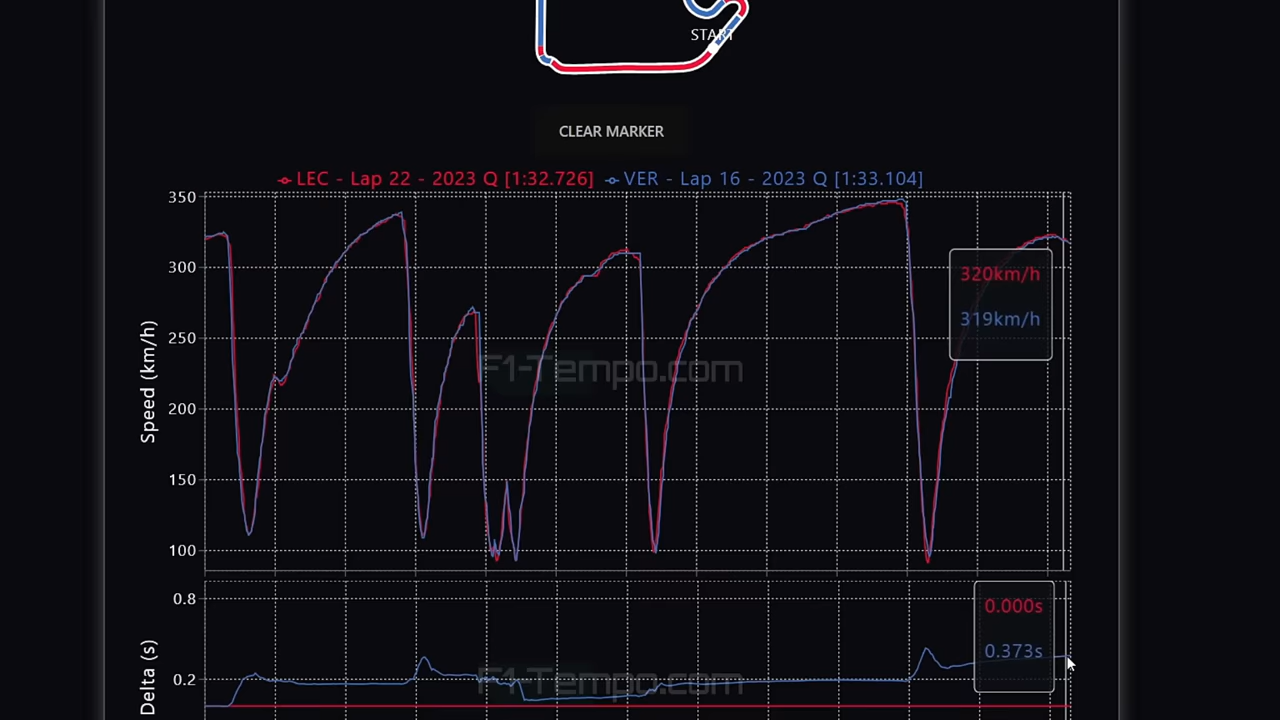 START
CLEAR MARKER
LEC - Lap 22 - 2023 Q [1:32.726] VER - Lap 16 - 2023 Q [1:33.104]
350
300
250
200
150
100
Speed (km/h)
320km/h
319km/h
F1-Tempo.com
0.8
0.2
Delta (s)
0.000s
0.373s
F1-Tempo.com